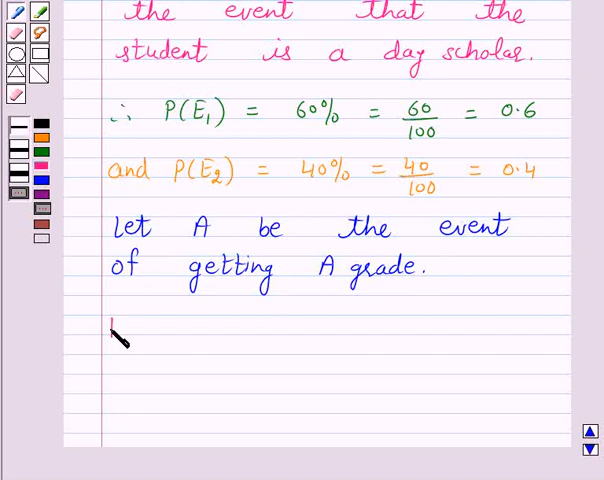 the event that the
student is a day scholar.
∴ P(E₁) = 60% = 60/100 = 0.6
and P(E₂) = 40% = 40/100 = 0.4
Let A be the event
of getting A grade.